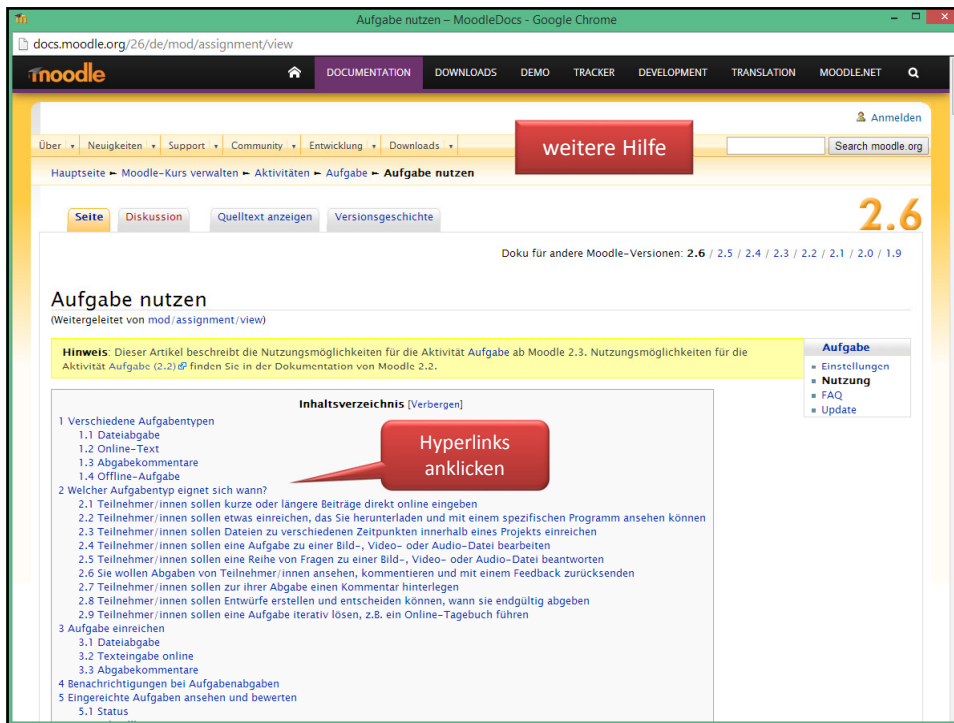 Aufgabe nutzen – MoodleDocs - Google Chrome
docs.moodle.org/26/de/mod/assignment/view
moodle DOCUMENTATION DOWNLOADS DEMO TRACKER DEVELOPMENT TRANSLATION MOODLE.NET
Anmelden
Über Neuigkeiten Support Community Entwicklung Downloads
weitere Hilfe
Search moodle.org
Hauptseite ► Moodle-Kurs verwalten ► Aktivitäten ► Aufgabe ► Aufgabe nutzen
Seite Diskussion Quelltext anzeigen Versionsgeschichte
2.6
Doku für andere Moodle-Versionen: 2.6 / 2.5 / 2.4 / 2.3 / 2.2 / 2.1 / 2.0 / 1.9
Aufgabe nutzen
(Weitergeleitet von mod/assignment/view)
Hinweis: Dieser Artikel beschreibt die Nutzungsmöglichkeiten für die Aktivität Aufgabe ab Moodle 2.3. Nutzungsmöglichkeiten für die
Aktivität Aufgabe (2.2) finden Sie in der Dokumentation von Moodle 2.2.
Aufgabe
Einstellungen
Nutzung
FAQ
Update
Inhaltsverzeichnis [Verbergen]
1 Verschiedene Aufgabentypen
1.1 Dateiabgabe
1.2 Online-Text
1.3 Abgabekommentare
1.4 Offline-Aufgabe
Hyperlinks
anklicken
2 Welcher Aufgabentyp eignet sich wann?
2.1 Teilnehmer/innen sollen kurze oder längere Beiträge direkt online eingeben
2.2 Teilnehmer/innen sollen etwas einreichen, das Sie herunterladen und mit einem spezifischen Programm ansehen können
2.3 Teilnehmer/innen sollen Dateien zu verschiedenen Zeitpunkten innerhalb eines Projekts einreichen
2.4 Teilnehmer/innen sollen eine Aufgabe zu einer Bild-, Video- oder Audio-Datei bearbeiten
2.5 Teilnehmer/innen sollen eine Reihe von Fragen zu einer Bild-, Video- oder Audio-Datei beantworten
2.6 Sie wollen Abgaben von Teilnehmer/innen ansehen, kommentieren und mit einem Feedback zurücksenden
2.7 Teilnehmer/innen sollen zur ihrer Abgabe einen Kommentar hinterlegen
2.8 Teilnehmer/innen sollen Entwürfe erstellen und entscheiden können, wann sie endgültig abgeben
2.9 Teilnehmer/innen sollen eine Aufgabe iterativ lösen, z.B. ein Online-Tagebuch führen
3 Aufgabe einreichen
3.1 Dateiabgabe
3.2 Texteingabe online
3.3 Abgabekommentare
4 Benachrichtigungen bei Aufgabenabgaben
5 Eingereichte Aufgaben ansehen und bewerten
5.1 Status